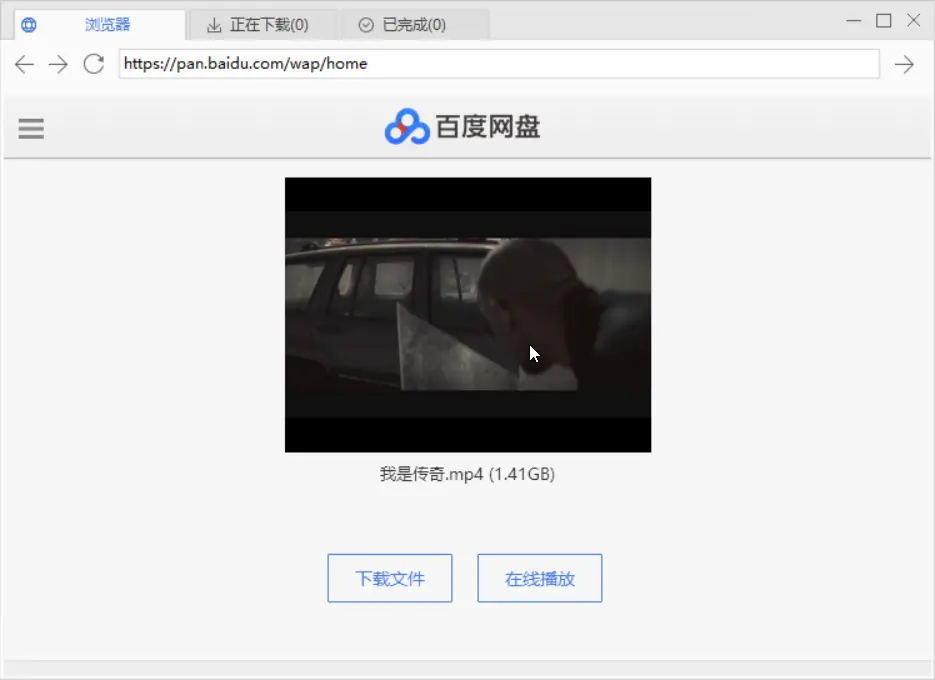 浏览器 正在下载(0) 已完成(0)
https://pan.baidu.com/wap/home
百度网盘
我是传奇.mp4 (1.41GB)
下载文件 在线播放